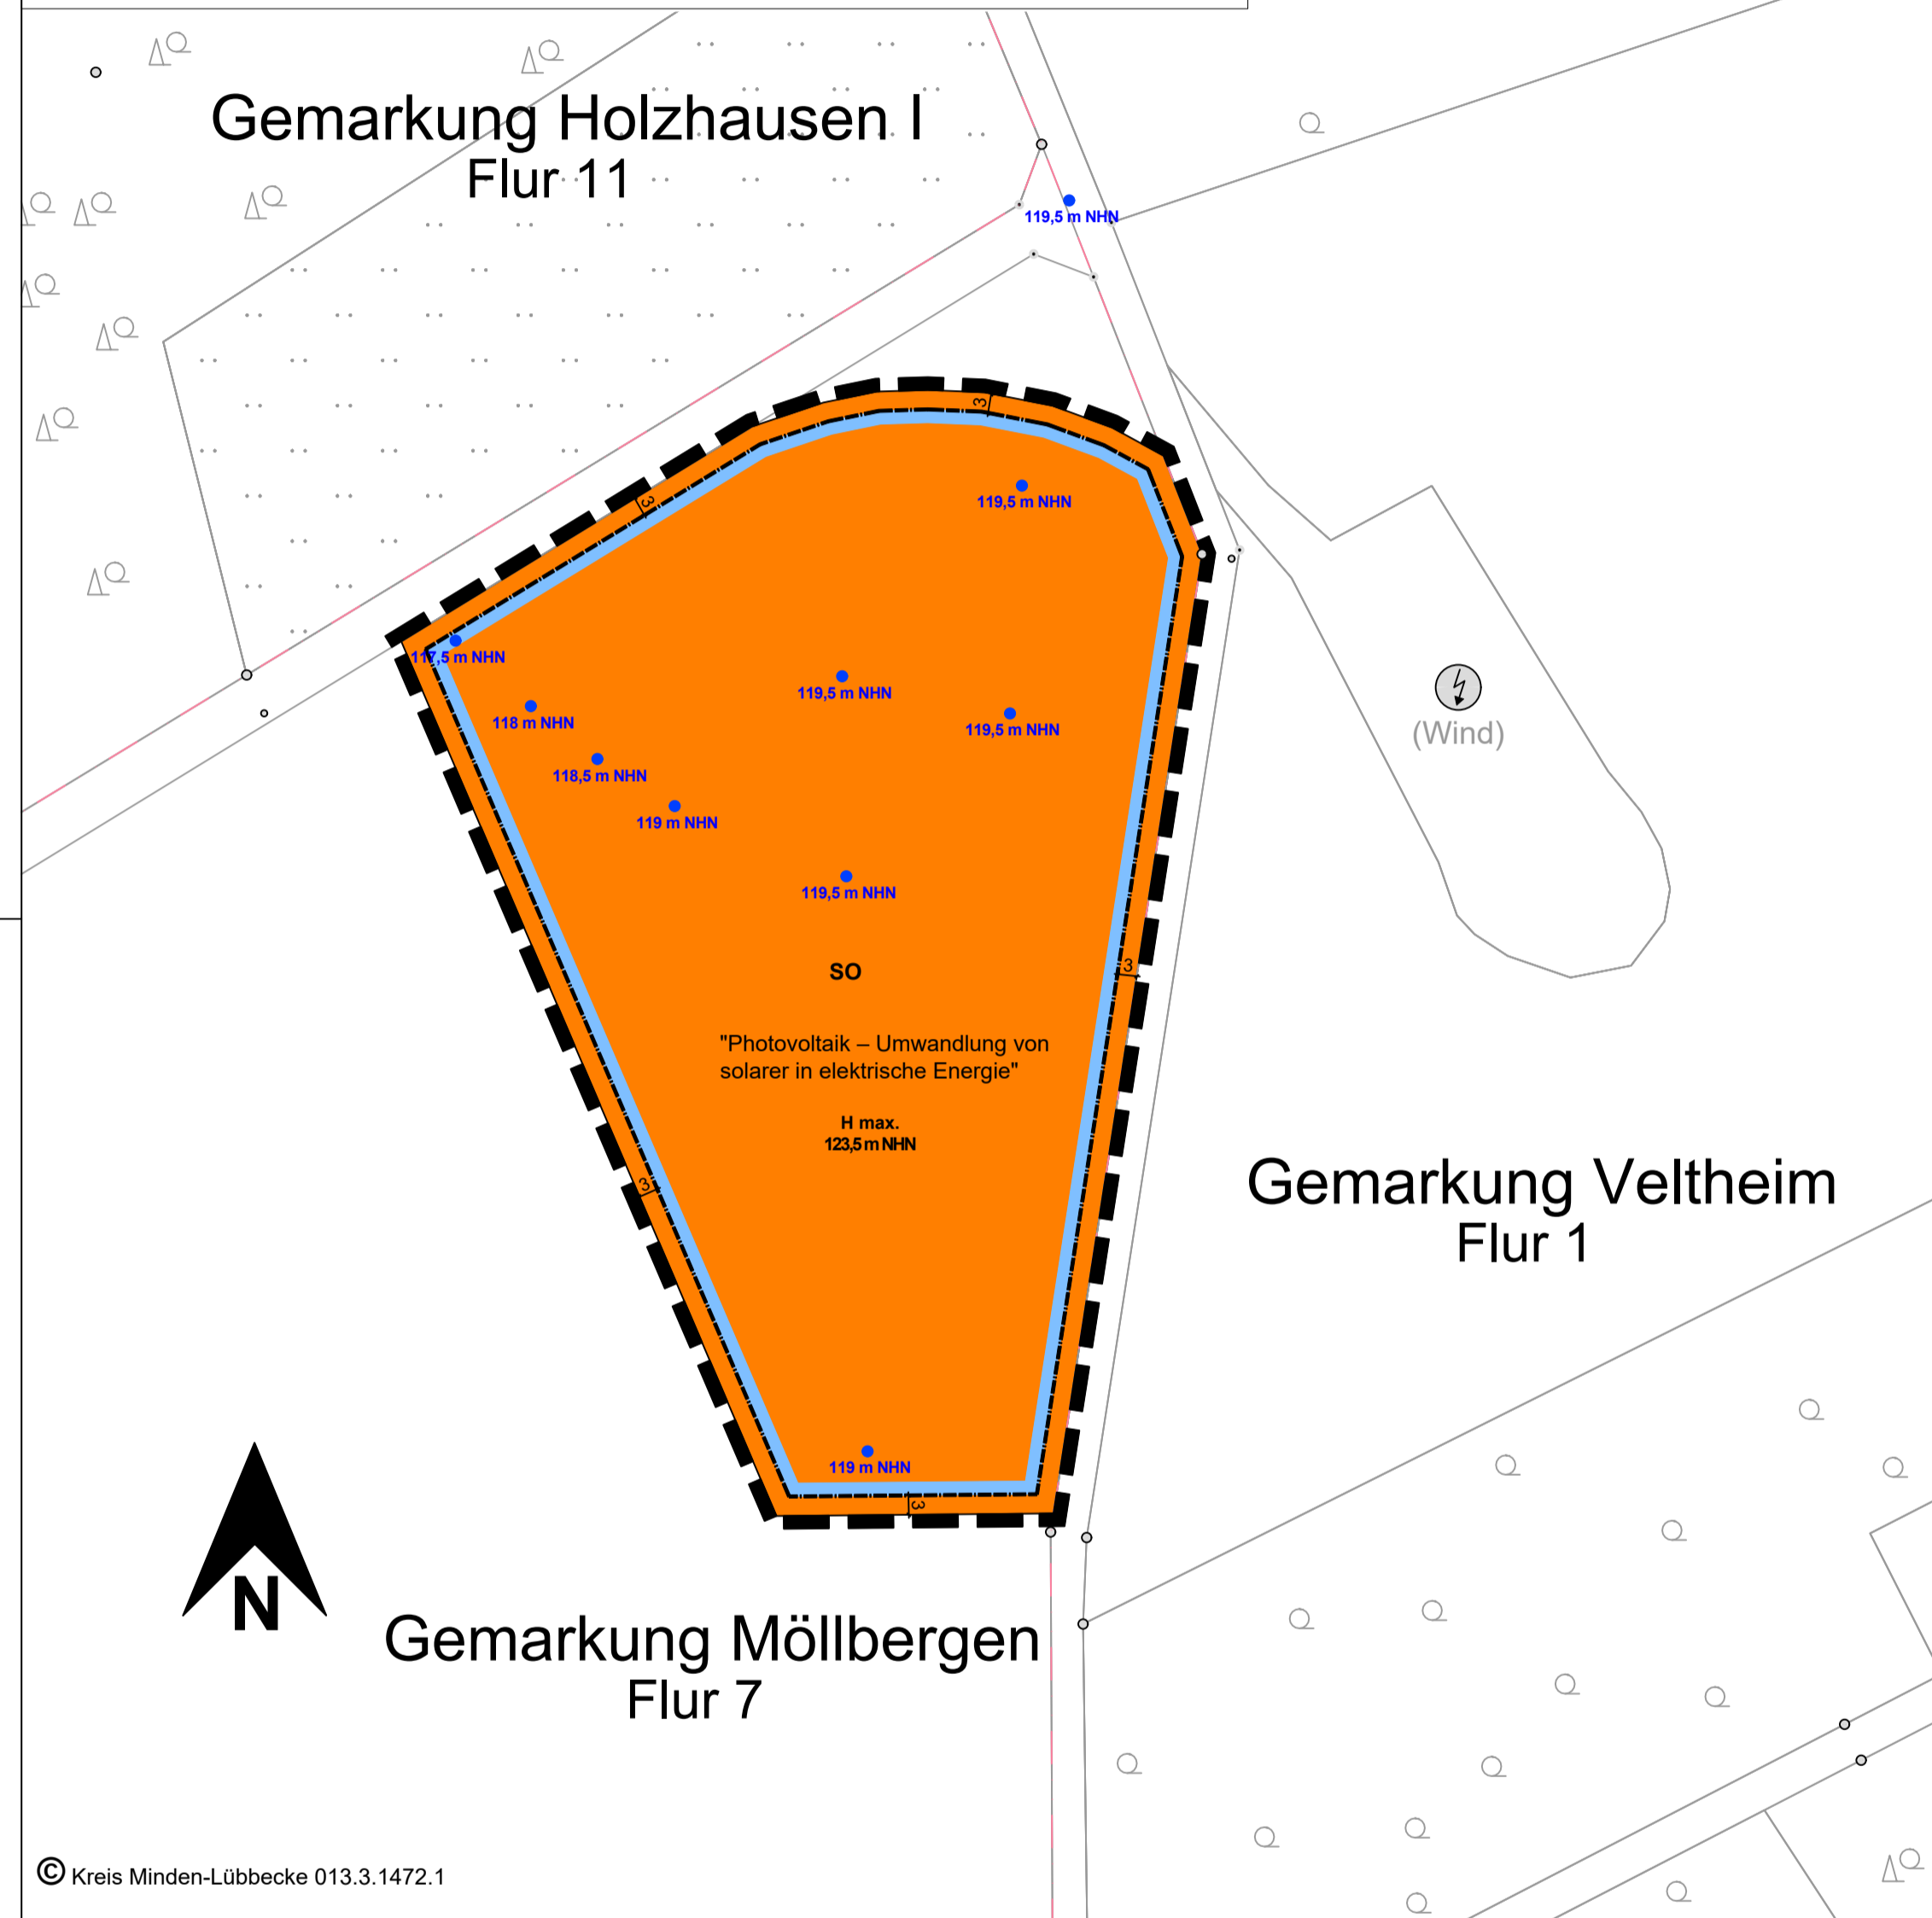 Gemarkung Holzhausen I
Flur 11
119,5 m NHN
3
3
119,5 m NHN
117,5 m NHN
119,5 m NHN
118 m NHN
119,5 m NHN
(Wind)
118,5 m NHN
119 m NHN
119,5 m NHN
3
SO
"Photovoltaik – Umwandlung von
solarer in elektrische Energie"
H max.
123,5 m NHN
3
Gemarkung Veltheim
Flur 1
119 m NHN
3
N
Gemarkung Möllbergen
Flur 7
© Kreis Minden-Lübbecke 013.3.1472.1